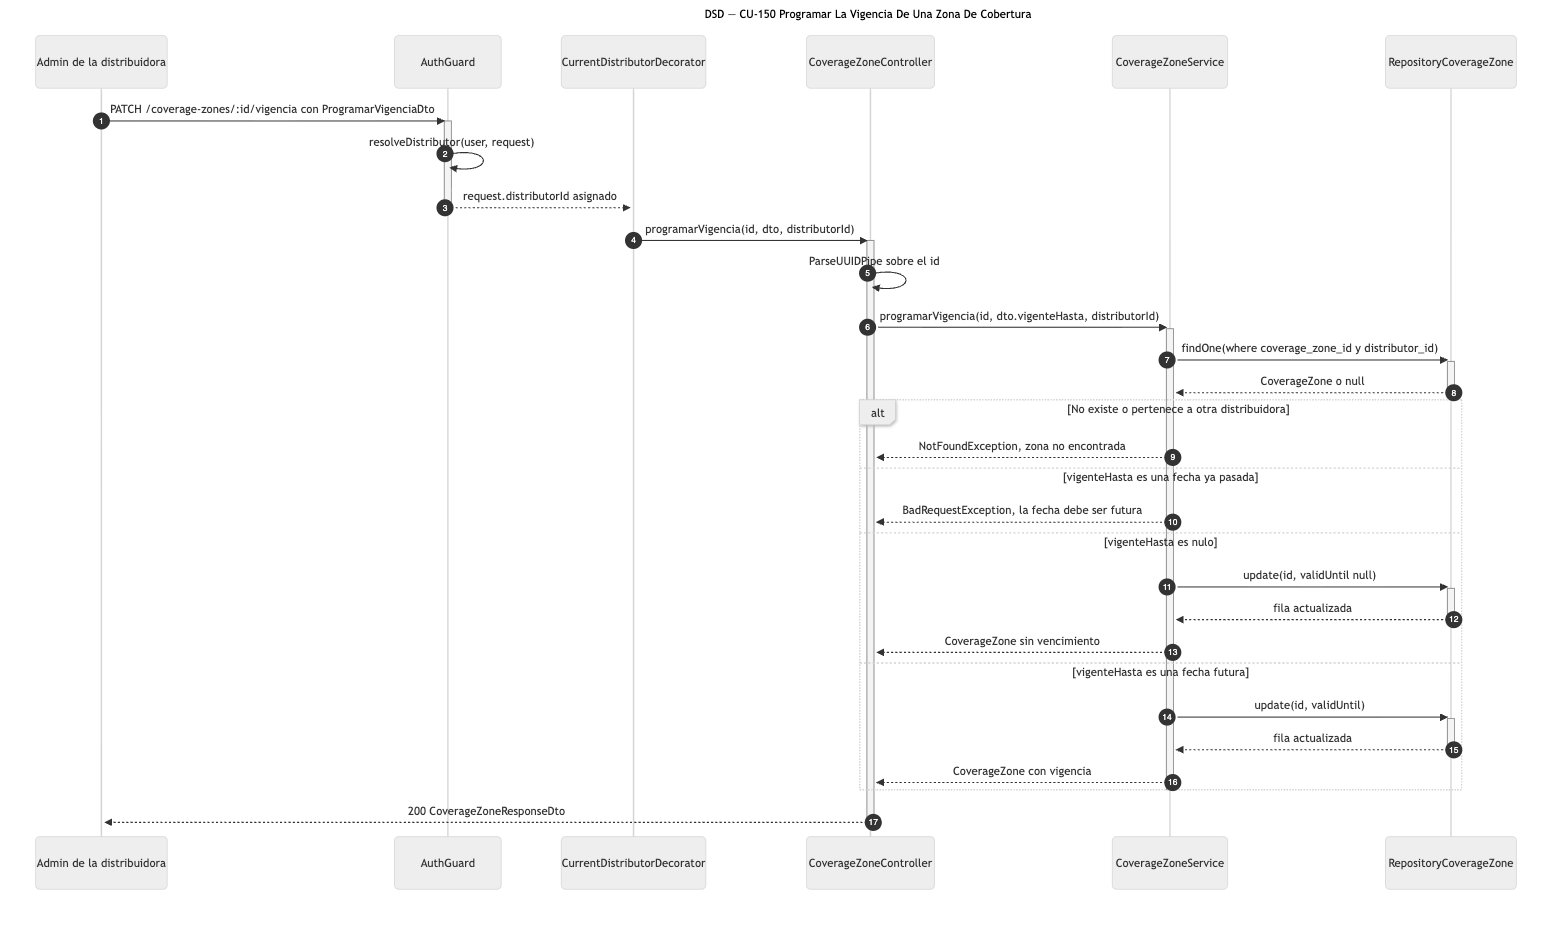 DSD — CU-150 Programar La Vigencia De Una Zona De Cobertura
Admin de la distribuidora
AuthGuard
CurrentDistributorDecorator
CoverageZoneController
CoverageZoneService
RepositoryCoverageZone
PATCH /coverage-zones/:id/vigencia con ProgramarVigenciaDto
1
resolveDistributor(user, request)
2
request.distributorId asignado
3
programarVigencia(id, dto, distributorId)
4
ParseUUIDPipe sobre el id
5
programarVigencia(id, dto.vigenteHasta, distributorId)
6
findOne(where coverage_zone_id y distributor_id)
7
CoverageZone o null
8
alt
[No existe o pertenece a otra distribuidora]
NotFoundException, zona no encontrada
9
[vigenteHasta es una fecha ya pasada]
BadRequestException, la fecha debe ser futura
10
[vigenteHasta es nulo]
update(id, validUntil null)
11
fila actualizada
12
CoverageZone sin vencimiento
13
[vigenteHasta es una fecha futura]
update(id, validUntil)
14
fila actualizada
15
CoverageZone con vigencia
16
200 CoverageZoneResponseDto
17
Admin de la distribuidora
AuthGuard
CurrentDistributorDecorator
CoverageZoneController
CoverageZoneService
RepositoryCoverageZone